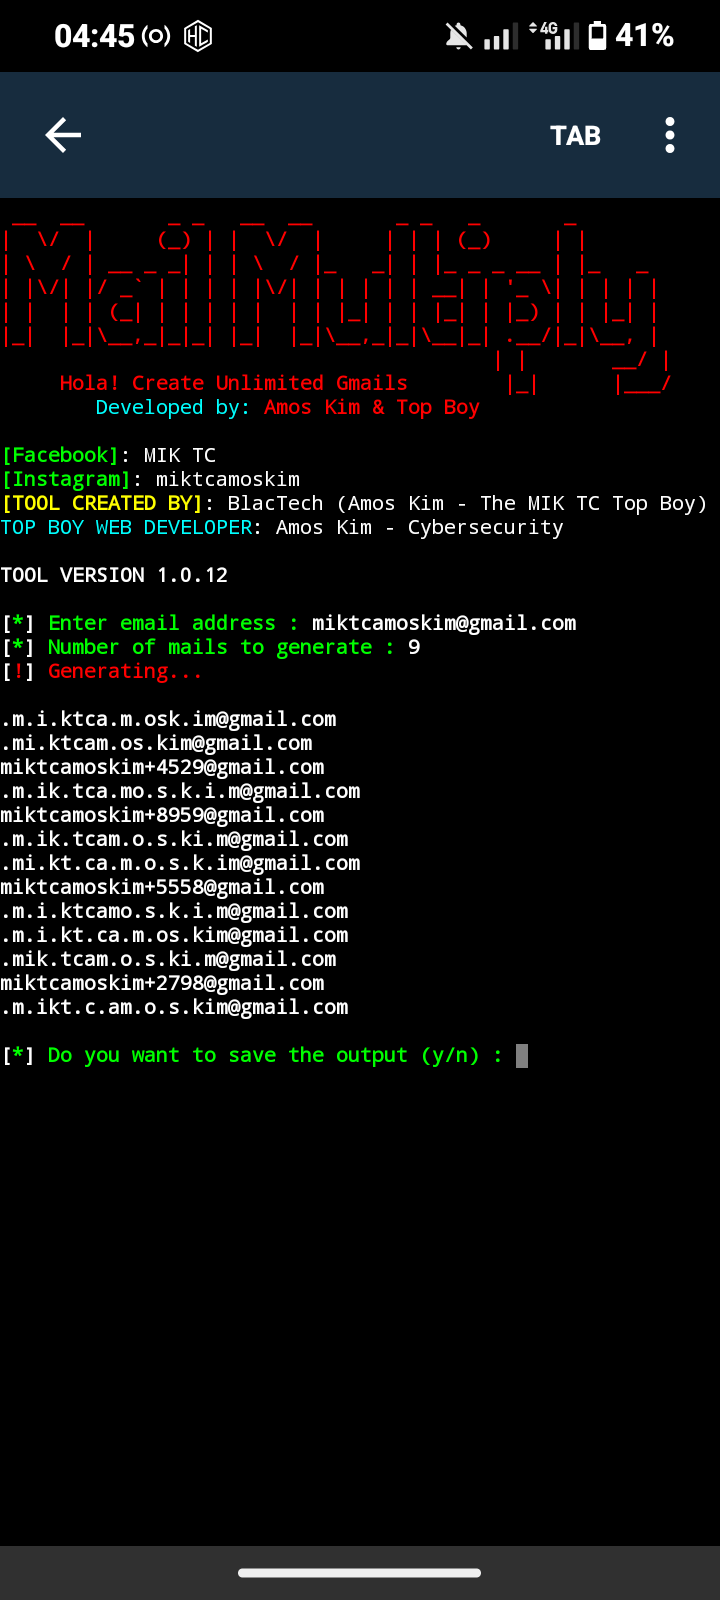 04:45 HC 4G 41%
TAB
MailMultiply
Hola! Create Unlimited Gmails
Developed by: Amos Kim & Top Boy
[Facebook]: MIK TC
[Instagram]: miktcamoskim
[TOOL CREATED BY]: BlacTech (Amos Kim - The MIK TC Top Boy)
TOP BOY WEB DEVELOPER: Amos Kim - Cybersecurity
TOOL VERSION 1.0.12
[*] Enter email address : miktcamoskim@gmail.com
[*] Number of mails to generate : 9
[!] Generating...
.m.i.ktca.m.osk.im@gmail.com
.mi.ktcam.os.kim@gmail.com
miktcamoskim+4529@gmail.com
.m.ik.tca.mo.s.k.i.m@gmail.com
miktcamoskim+8959@gmail.com
.m.ik.tcam.o.s.ki.m@gmail.com
.mi.kt.ca.m.o.s.k.im@gmail.com
miktcamoskim+5558@gmail.com
.m.i.ktcamo.s.k.i.m@gmail.com
.m.i.kt.ca.m.os.kim@gmail.com
.mik.tcam.o.s.ki.m@gmail.com
miktcamoskim+2798@gmail.com
.m.ikt.c.am.o.s.kim@gmail.com
[*] Do you want to save the output (y/n) :